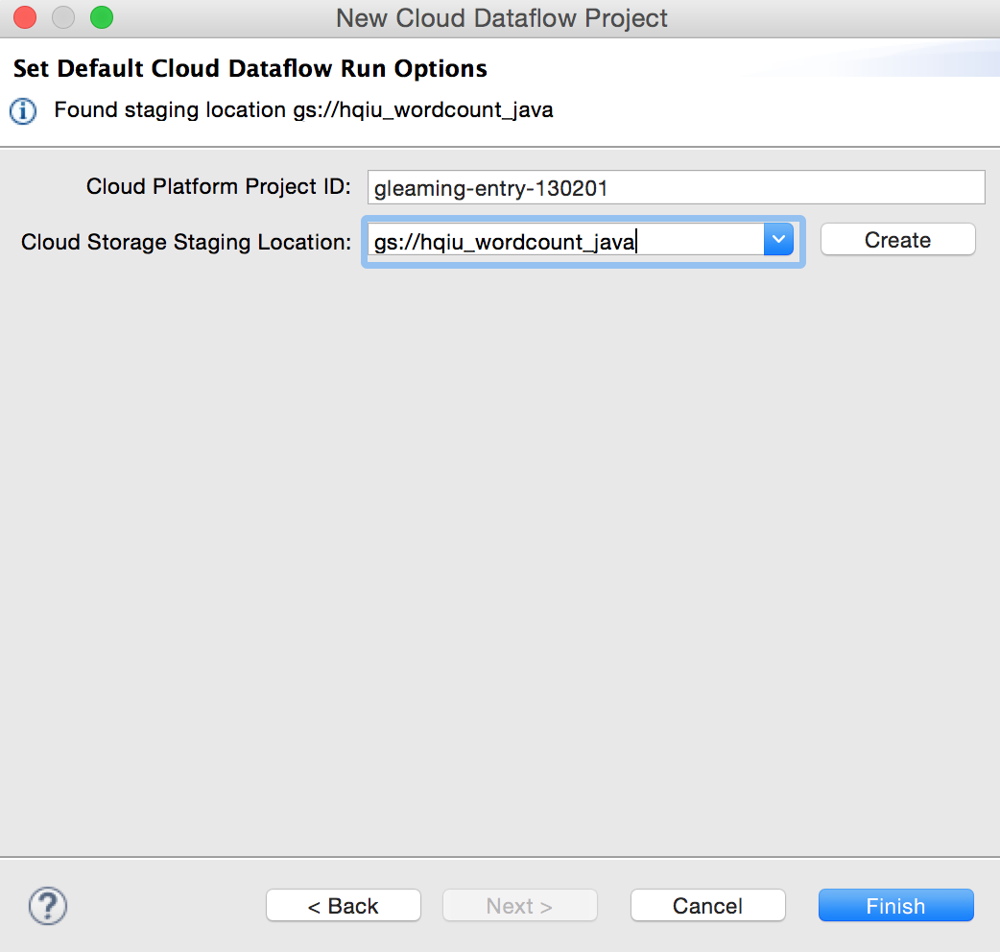 New Cloud Dataflow Project
Set Default Cloud Dataflow Run Options
Found staging location gs://hqiu_wordcount_java
Cloud Platform Project ID: gleaming-entry-130201
Cloud Storage Staging Location: gs://hqiu_wordcount_java Create
? < Back Next > Cancel Finish